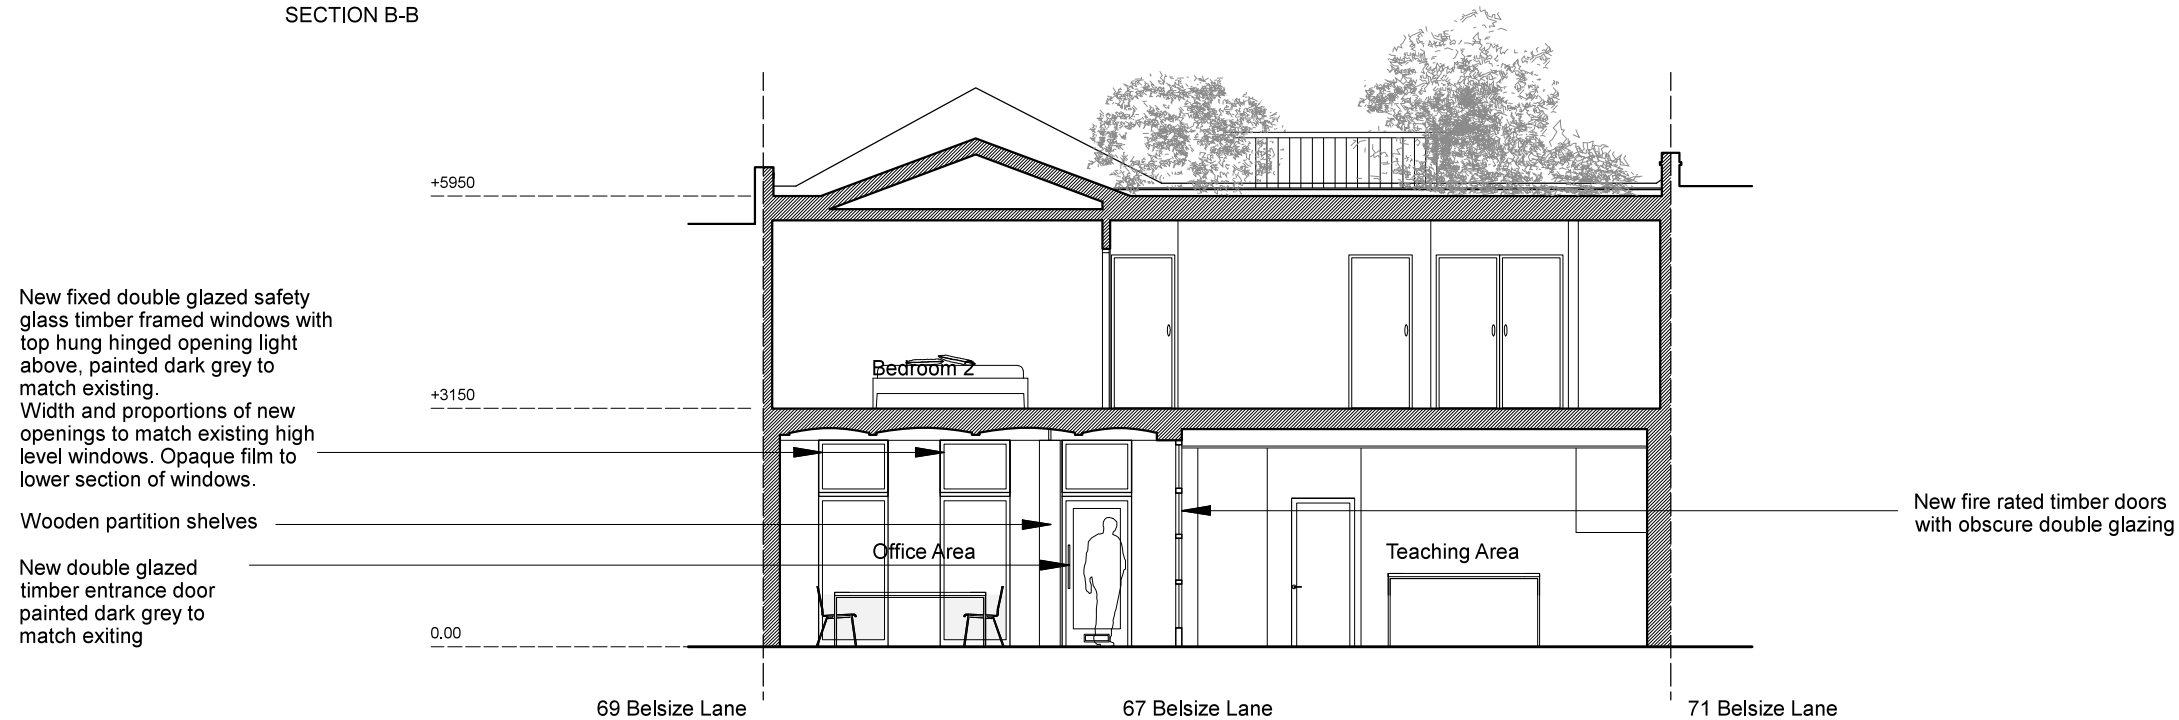 SECTION B-B
+5950
New fixed double glazed safety
glass timber framed windows with
top hung hinged opening light
above, painted dark grey to
match existing.
Width and proportions of new
openings to match existing high
level windows. Opaque film to
lower section of windows.
Bedroom 2
+3150
Wooden partition shelves
New fire rated timber doors
with obscure double glazing
Office Area
Teaching Area
New double glazed
timber entrance door
painted dark grey to
match exiting
0.00
69 Belsize Lane
67 Belsize Lane
71 Belsize Lane